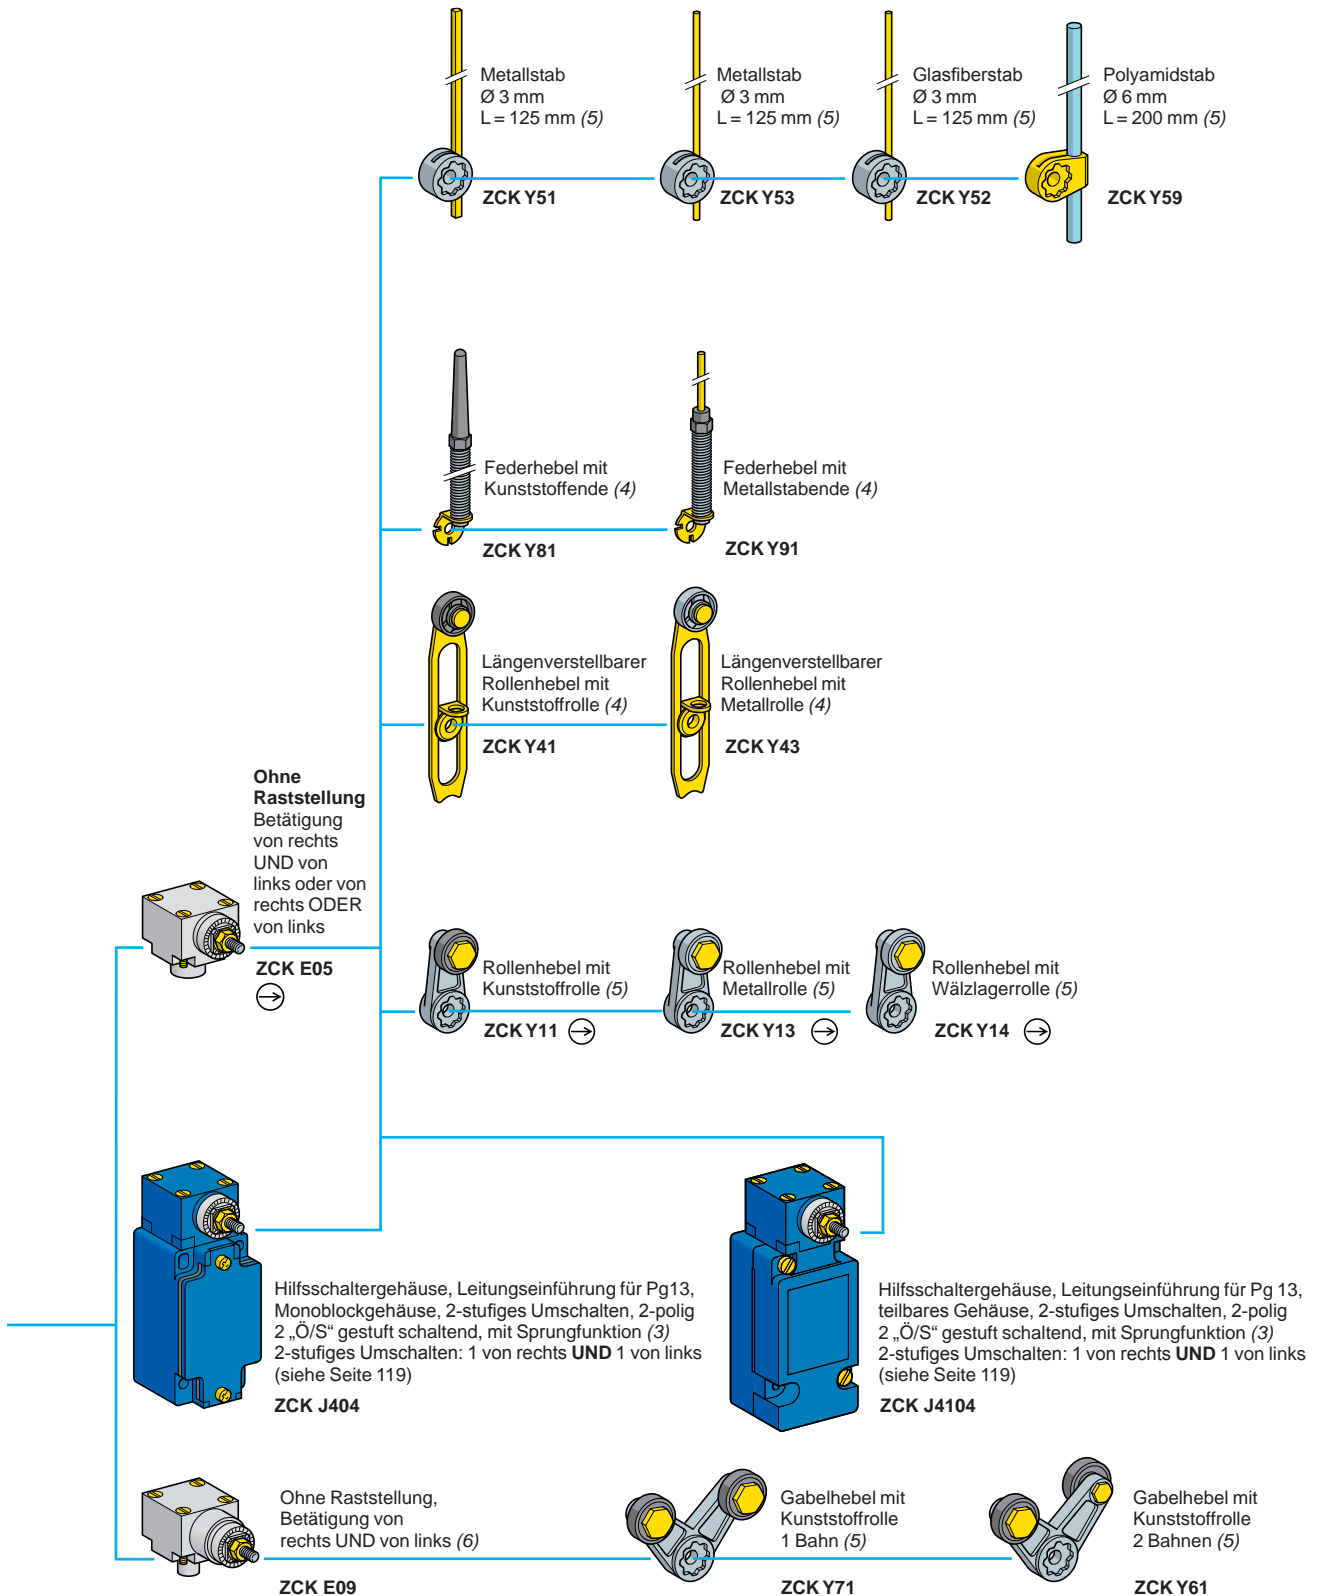 Metallstab
Ø 3 mm
L = 125 mm (5)
ZCK Y51
Metallstab
Ø 3 mm
L = 125 mm (5)
ZCK Y53
Glasfiberstab
Ø 3 mm
L = 125 mm (5)
ZCK Y52
Polyamidstab
Ø 6 mm
L = 200 mm (5)
ZCK Y59
Federhebel mit
Kunststoffende (4)
ZCK Y81
Federhebel mit
Metallstabende (4)
ZCK Y91
Längenverstellbarer
Rollenhebel mit
Kunststoffrolle (4)
ZCK Y41
Längenverstellbarer
Rollenhebel mit
Metallrolle (4)
ZCK Y43
Ohne
Raststellung
Betätigung
von rechts
UND von
links oder von
rechts ODER
von links
ZCK E05
Rollenhebel mit
Kunststoffrolle (5)
ZCK Y11
Rollenhebel mit
Metallrolle (5)
ZCK Y13
Rollenhebel mit
Wälzlagerrolle (5)
ZCK Y14
Hilfsschaltergehäuse, Leitungseinführung für Pg13,
Monoblockgehäuse, 2-stufiges Umschalten, 2-polig
2 „Ö/S“ gestuft schaltend, mit Sprungfunktion (3)
2-stufiges Umschalten: 1 von rechts UND 1 von links
(siehe Seite 119)
ZCK J404
Hilfsschaltergehäuse, Leitungseinführung für Pg 13,
teilbares Gehäuse, 2-stufiges Umschalten, 2-polig
2 „Ö/S“ gestuft schaltend, mit Sprungfunktion (3)
2-stufiges Umschalten: 1 von rechts UND 1 von links
(siehe Seite 119)
ZCK J4104
Ohne Raststellung,
Betätigung von
rechts UND von links (6)
ZCK E09
Gabelhebel mit
Kunststoffrolle
1 Bahn (5)
ZCK Y71
Gabelhebel mit
Kunststoffrolle
2 Bahnen (5)
ZCK Y61